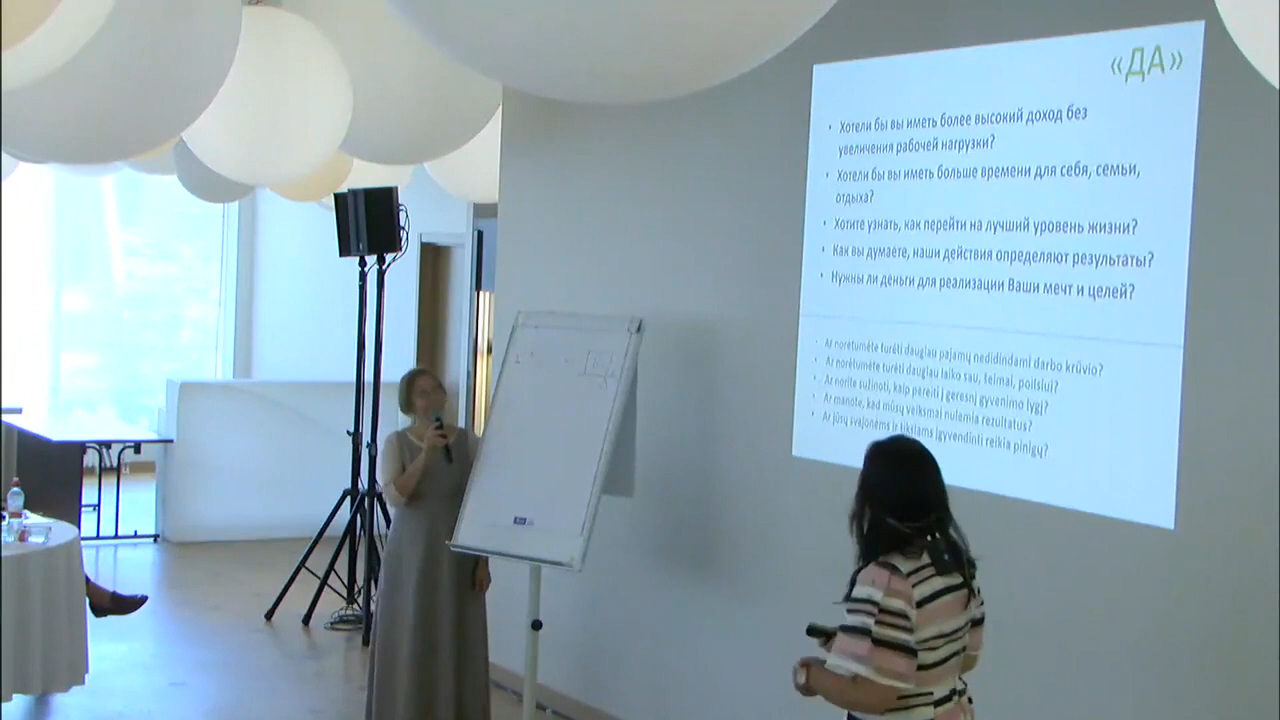 «ДА»
• Хотели бы вы иметь более высокий доход без
увеличения рабочей нагрузки?
• Хотели бы вы иметь больше времени для себя, семьи,
отдыха?
• Хотите узнать, как перейти на лучший уровень жизни?
• Как вы думаете, наши действия определяют результаты?
• Нужны ли деньги для реализации Ваши мечт и целей?
• Ar norėtumėte turėti daugiau pajamų nedidindami darbo krūvio?
• Ar norėtumėte turėti daugiau laiko sau, šeimai, poilsiui?
• Ar norite sužinoti, kaip pereiti į geresnį gyvenimo lygį?
• Ar manote, kad mūsų veiksmai nulemia rezultatus?
• Ar jūsų svajonėms ir tikslams įgyvendinti reikia pinigų?